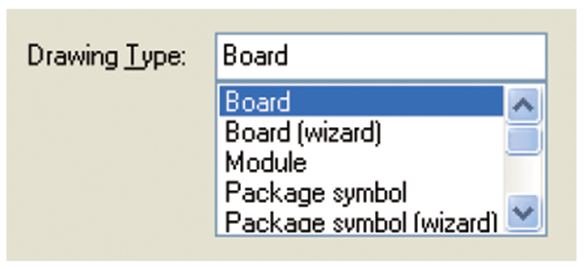 Drawing Type: Board
Board
Board (wizard)
Module
Package symbol
Package symbol (wizard)